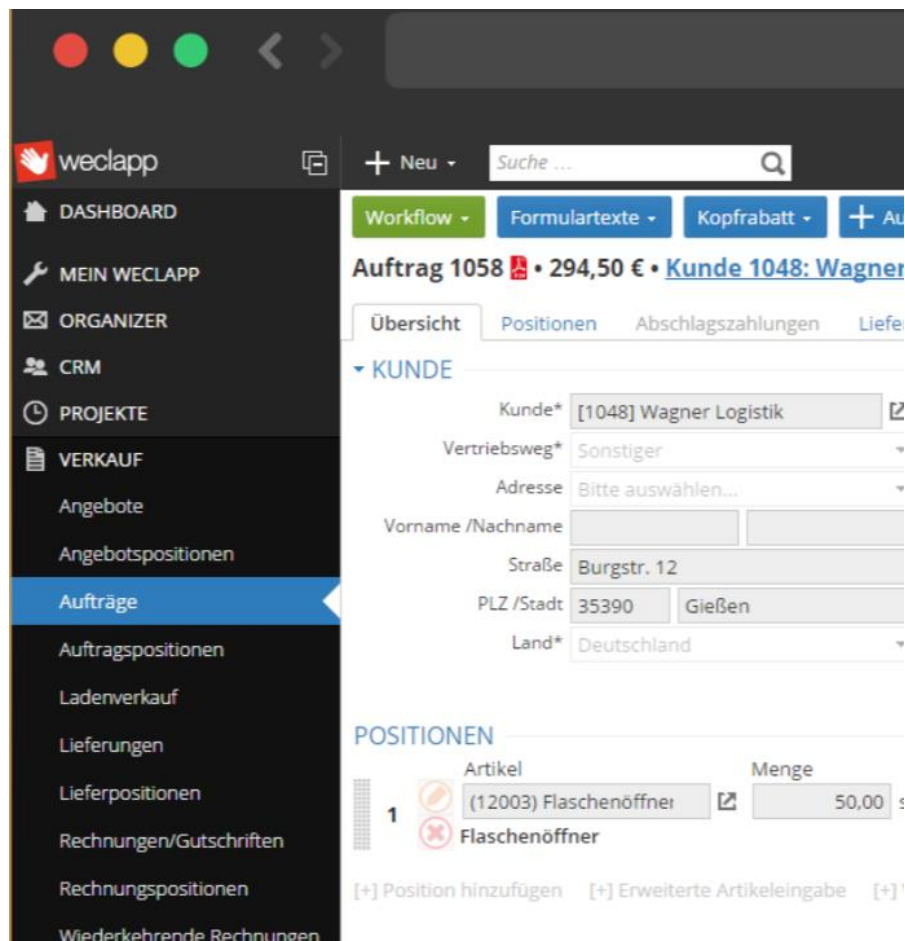 weclapp
Neu
Suche ...
DASHBOARD
MEIN WECLAPP
ORGANIZER
CRM
PROJEKTE
VERKAUF
Angebote
Angebotspositionen
Aufträge
Auftragspositionen
Ladenverkauf
Lieferungen
Lieferpositionen
Rechnungen/Gutschriften
Rechnungspositionen
Wiederkehrende Rechnungen
Workflow
Formulartexte
Kopfrabatt
Auftrag 1058 • 294,50 € • Kunde 1048: Wagner
Übersicht Positionen Abschlagszahlungen
KUNDE
Kunde* [1048] Wagner Logistik
Vertriebsweg* Sonstiger
Adresse Bitte auswählen...
Vorname /Nachname
Straße Burgstr. 12
PLZ /Stadt 35390 Gießen
Land* Deutschland
POSITIONEN
Artikel Menge
1 (12003) Flaschenöffner 50,00
Flaschenöffner
[+] Position hinzufügen [+] Erweiterte Artikeleingabe [+]